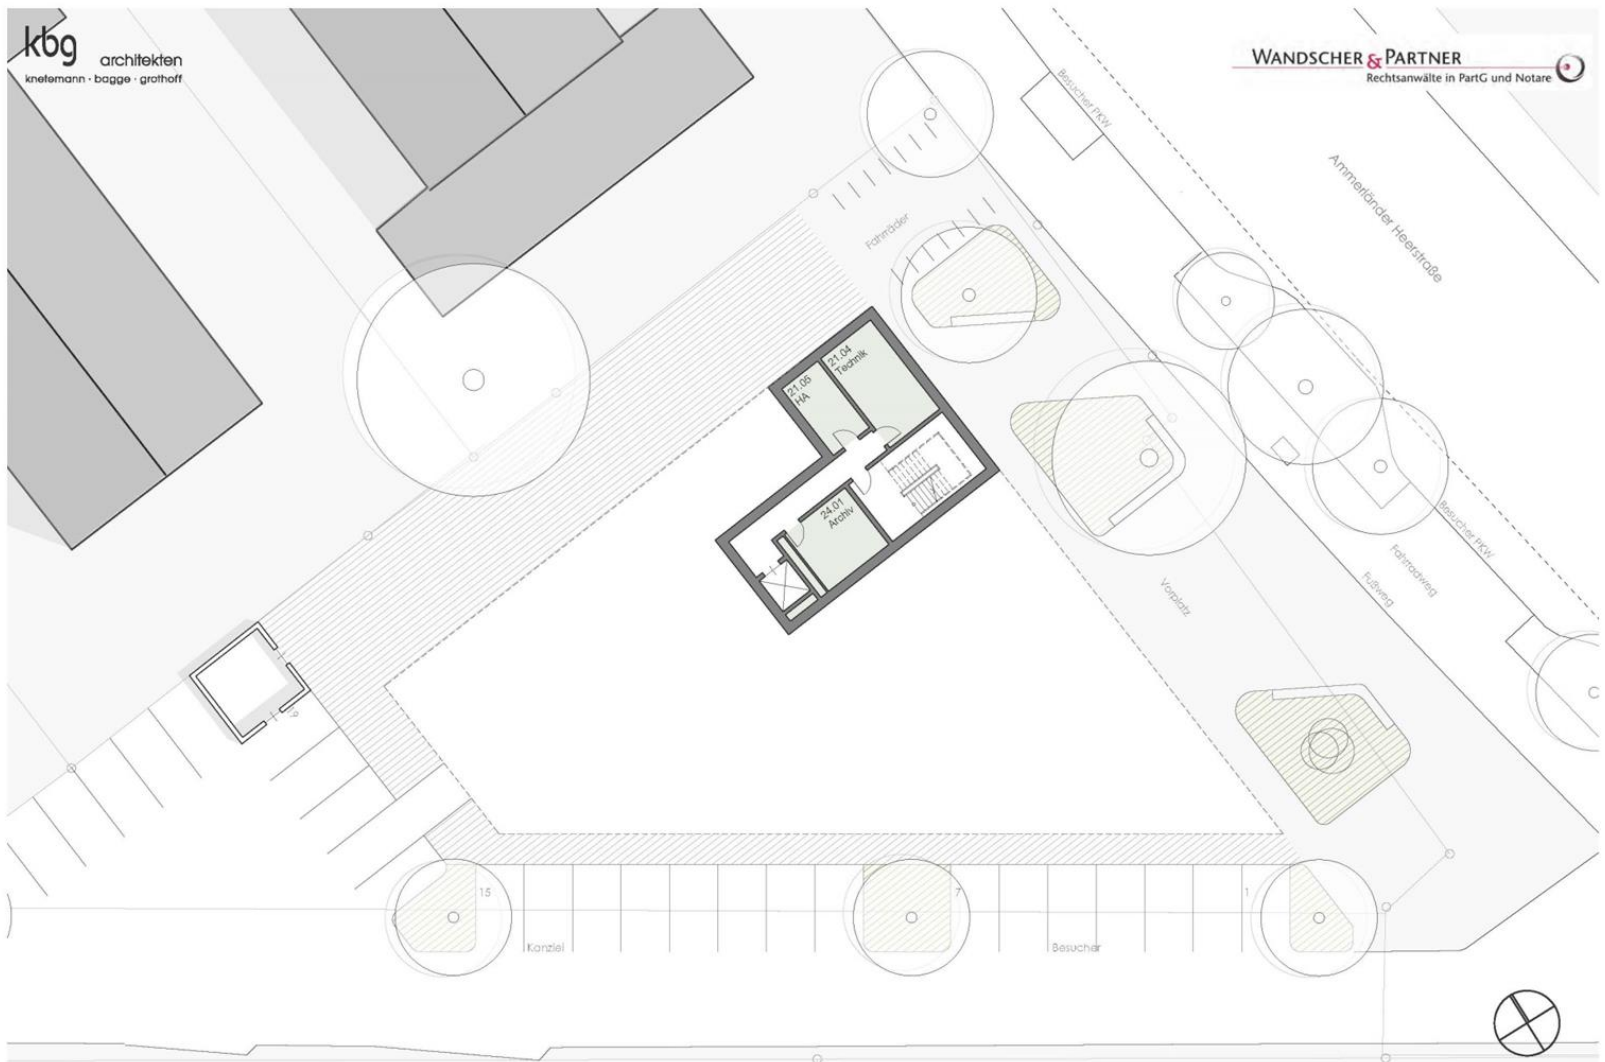 kbg
architekten
knetemann · bagge · grothoff
WANDSCHER & PARTNER
Rechtsanwälte in PartG und Notare
Besucher PKW
Ammerländer Heerstraße
Fahrräder
21.04
Technik
21.05
HA
24.01
Archiv
Besucher PKW
Fahrradweg
Fußweg
Vorplatz
15
7
1
Kanzlei
Besucher